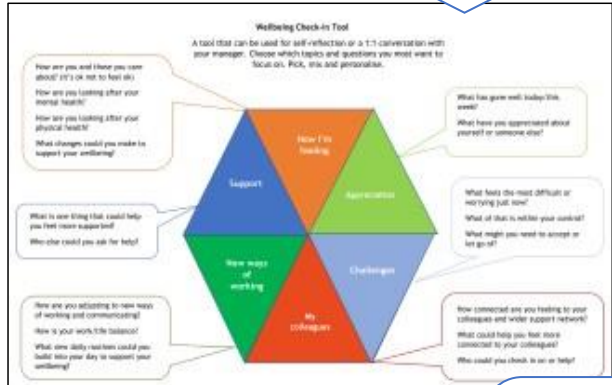 Wellbeing Check-in Tool
A tool that can be used for self-reflection or a 1:1 conversation with
your manager. Choose which topics and questions you most want to
focus on. Pick, mix and personalise.
How are you and those you care
about? (It's ok not to feel ok)
How are you looking after your
mental health?
How are you looking after your
physical health?
What changes could you make to
support your wellbeing?
What has gone well today/this
week?
What have you appreciated about
yourself or someone else?
How I'm
feeling
Support
Appreciation
What is one thing that could help
you feel more supported?
Who else could you ask for help?
What feels the most difficult or
worrying just now?
What of that is within your control?
What might you need to accept or
let go of?
New ways
of
working
Challenges
My
colleagues
How are you adjusting to new ways
of working and communicating?
How is your work/life balance?
What new daily routines could you
build into your day to support your
wellbeing?
How connected are you feeling to your
colleagues and wider support network?
What could help you feel more
connected to your colleagues?
Who could you check in on or help?